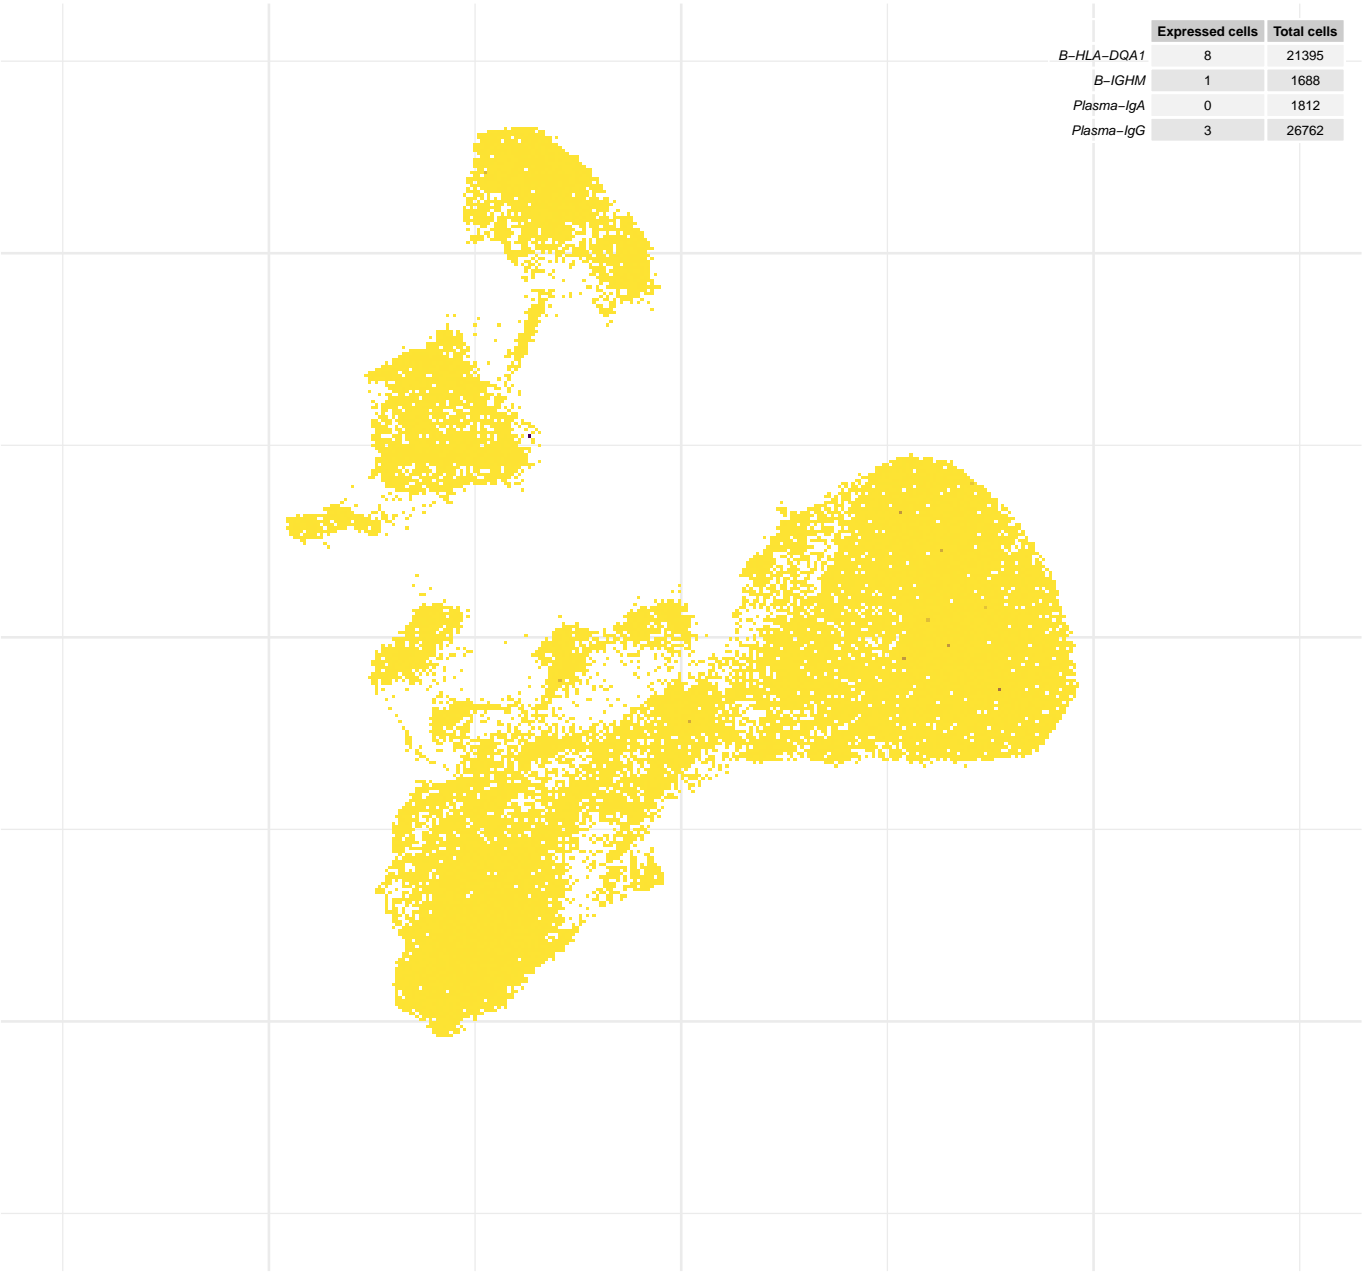 Expressed cells Total cells
B−HLA−DQA1 8 21395
B−IGHM 1 1688
Plasma−IgA 0 1812
Plasma−IgG 3 26762